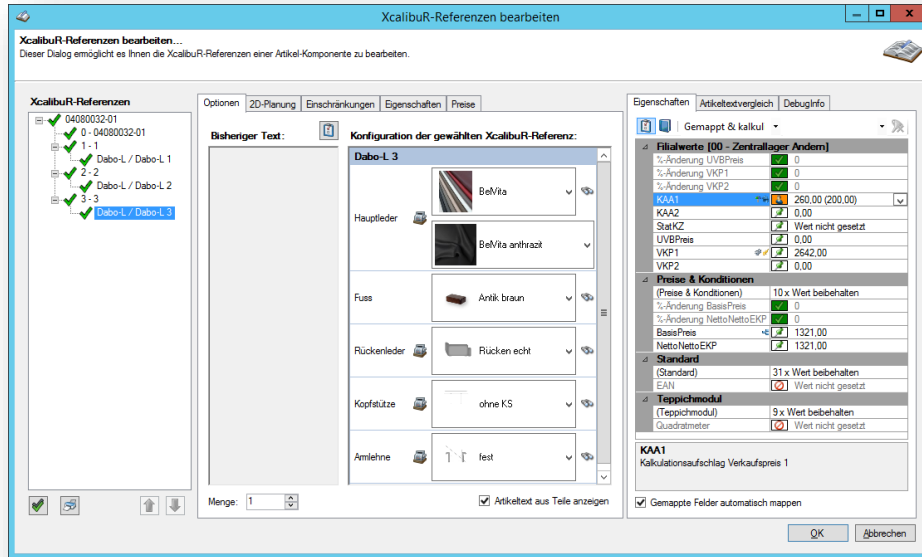 XcalibuR-Referenzen bearbeiten
XcalibuR-Referenzen bearbeiten...
Dieser Dialog ermöglicht es Ihnen die XcalibuR-Referenzen einer Artikel-Komponente zu bearbeiten.
XcalibuR-Referenzen
04080032-01
0 - 04080032-01
1 - 1
Dabo-L / Dabo-L 1
2 - 2
Dabo-L / Dabo-L 2
3 - 3
Dabo-L / Dabo-L 3
Optionen 2D-Planung Einschränkungen Eigenschaften Preise
Bisheriger Text:
Konfiguration der gewählten XcalibuR-Referenz:
Dabo-L 3
Hauptleder
BelVita
BelVita anthrazit
Fuss
Antik braun
Rückenleder
Rücken echt
Kopfstütze
ohne KS
Armlehne
fest
Menge: 1
Artikeltext aus Teile anzeigen
Eigenschaften Artikeltextvergleich DebugInfo
Gemappt & kalkul
Filialwerte [00 - Zentrallager Andern]
%-Änderung UVBPreis 0
%-Änderung VKP1 0
%-Änderung VKP2 0
KAA1 260,00 (200,00)
KAA2 0,00
StatKZ Wert nicht gesetzt
UVBPreis 0,00
VKP1 2642,00
VKP2 0,00
Preise & Konditionen
(Preise & Konditionen) 10 x Wert beibehalten
%-Änderung BasisPreis 0
%-Änderung NettoNettoEKP 0
BasisPreis 1321,00
NettoNettoEKP 1321,00
Standard
(Standard) 31 x Wert beibehalten
EAN Wert nicht gesetzt
Teppichmodul
(Teppichmodul) 9 x Wert beibehalten
Quadratmeter Wert nicht gesetzt
KAA1
Kalkulationsaufschlag Verkaufspreis 1
Gemappte Felder automatisch mappen
OK Abbrechen